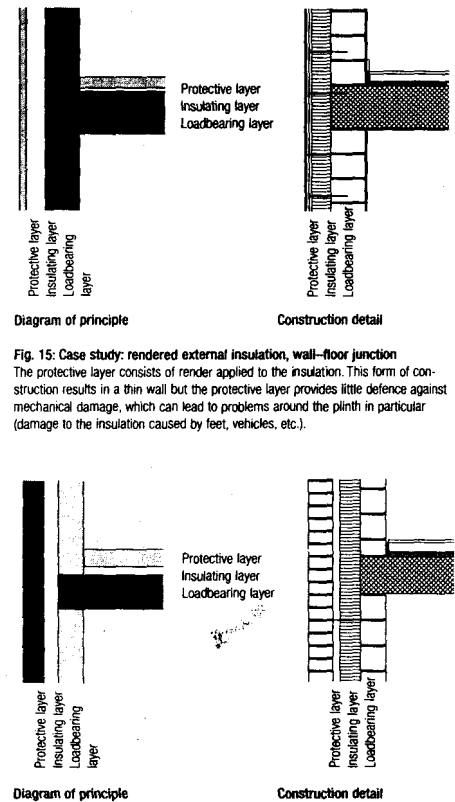 Protective layer
Insulating layer
Loadbearing layer
Protective layer
Insulating layer
Loadbearing
layer
Protective layer
Insulating layer
Loadbearing layer
Diagram of principle
Construction detail
Fig. 15: Case study: rendered external insulation, wall–floor junction
The protective layer consists of render applied to the insulation. This form of con-
struction results in a thin wall but the protective layer provides little defence against
mechanical damage, which can lead to problems around the plinth in particular
(damage to the insulation caused by feet, vehicles, etc.).
Protective layer
Insulating layer
Loadbearing layer
Protective layer
Insulating layer
Loadbearing
layer
Protective layer
Insulating layer
Loadbearing layer
Diagram of principle
Construction detail